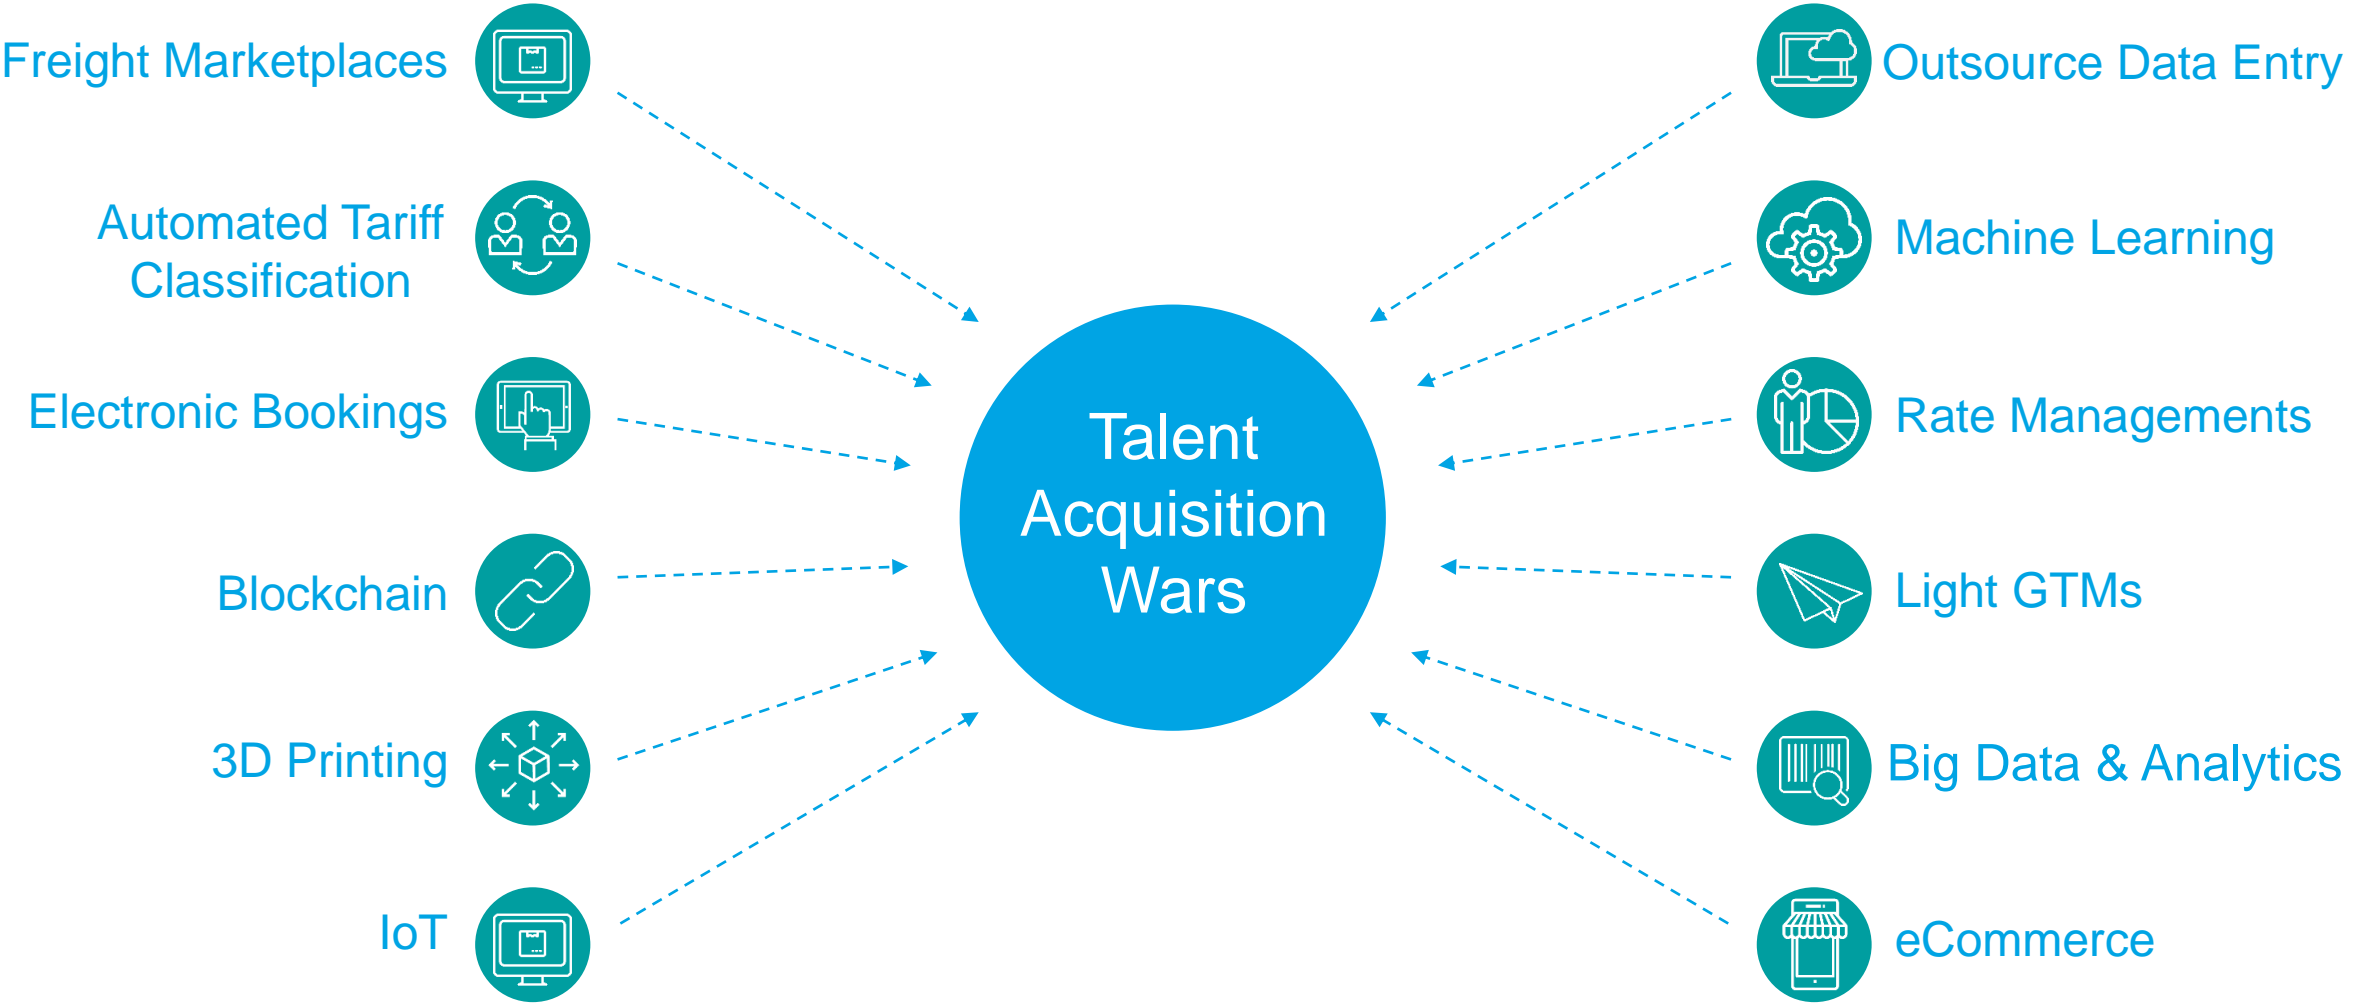 Freight Marketplaces
Automated Tariff
Classification
Electronic Bookings
Blockchain
3D Printing
IoT
Talent
Acquisition
Wars
Outsource Data Entry
Machine Learning
Rate Managements
Light GTMs
Big Data & Analytics
eCommerce